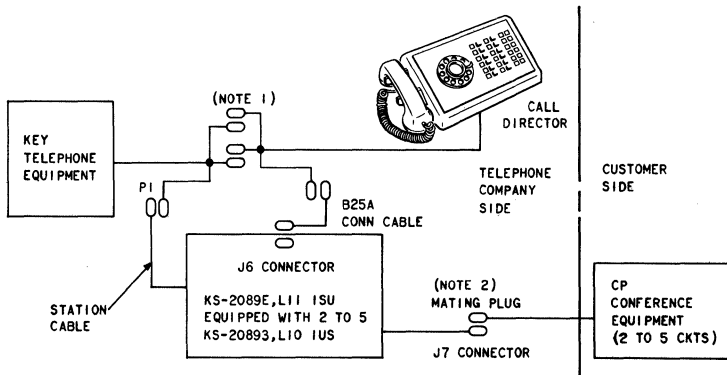 (NOTE 1)
KEY
TELEPHONE
EQUIPMENT
CALL
DIRECTOR
TELEPHONE
COMPANY
SIDE
CUSTOMER
SIDE
P1
B25A
CONN CABLE
J6 CONNECTOR
KS-2089E,L11 ISU
EQUIPPED WITH 2 TO 5
KS-20893,L10 IUS
STATION
CABLE
(NOTE 2)
MATING PLUG
J7 CONNECTOR
CP
CONFERENCE
EQUIPMENT
(2 TO 5 CKTS)